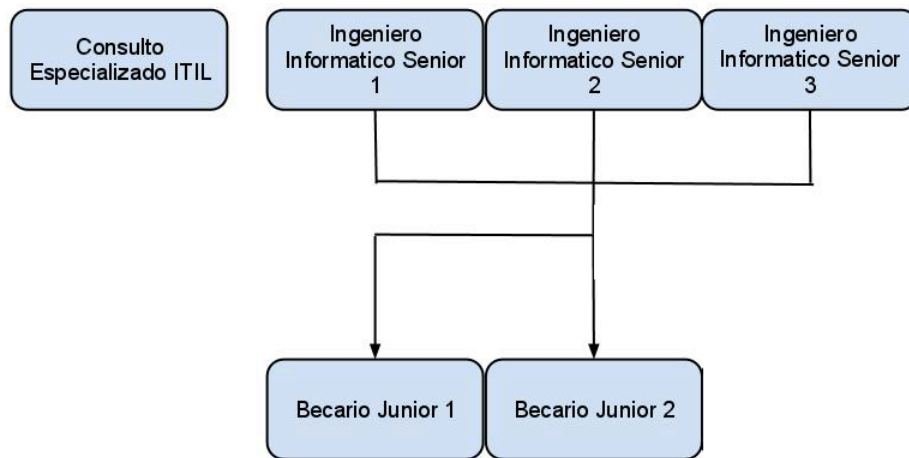 Consulto
Especializado ITIL
Ingeniero
Informatico Senior
1
Ingeniero
Informatico Senior
2
Ingeniero
Informatico Senior
3
Becario Junior 1
Becario Junior 2